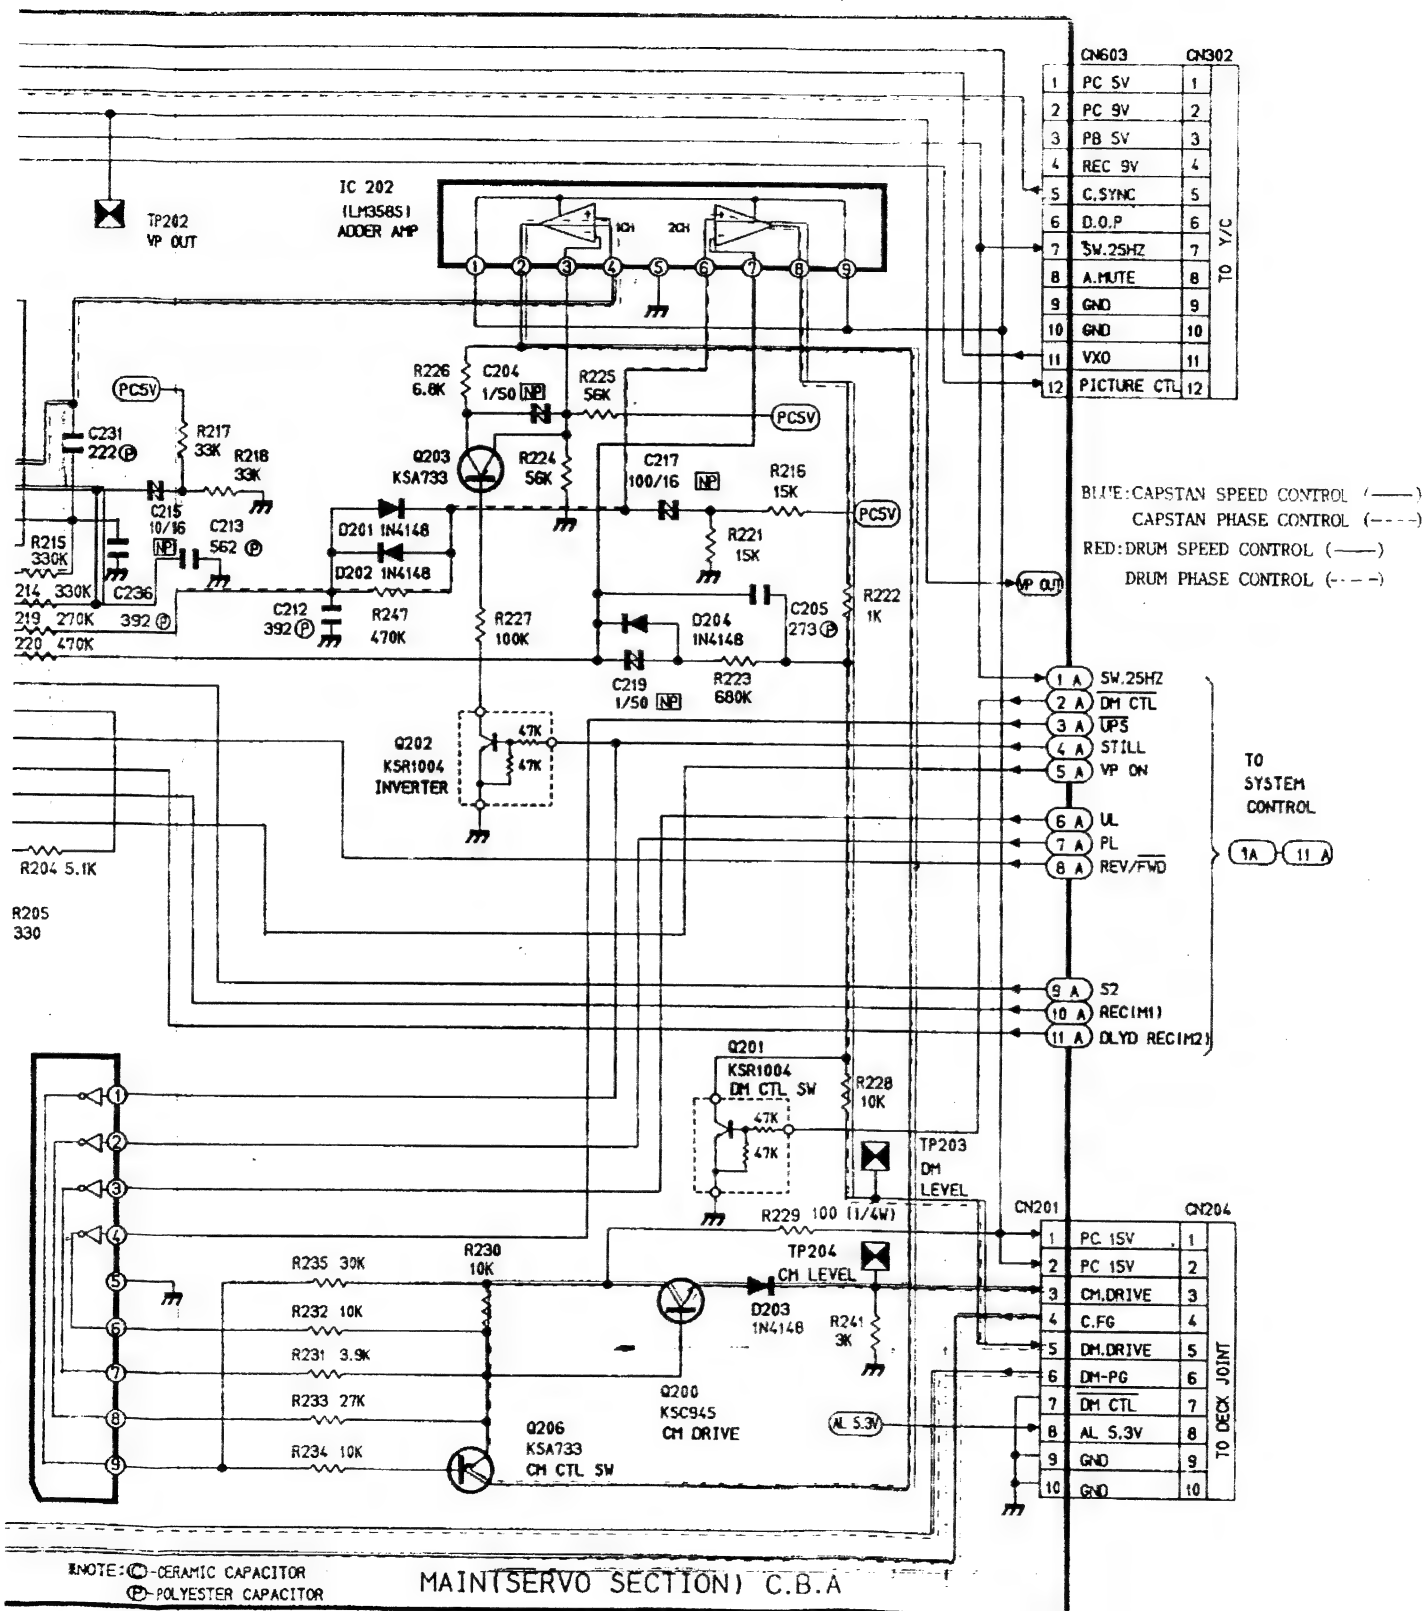 CN603 CN302
1 PC 5V 1
2 PC 9V 2
3 PB 5V 3
4 REC 9V 4
5 C.SYNC 5
6 D.O.P 6
7 SW.25HZ 7
8 A.MUTE 8
9 GND 9
10 GND 10
11 VXO 11
12 PICTURE CTL 12
TO Y/C
IC 202
(LM358S)
ADDER AMP
1CH 2CH
+ - + -
1 2 3 4 5 6 7 8 9
TP202
VP OUT
PC5V
R226
6.8K
C204
1/50 NP
R225
56K
PC5V
C231
222 P
R217
33K
R218
33K
Q203
KSA733
R224
56K
C217
100/16 NP
R216
15K
PC5V
C215
10/16
NP
C213
562 P
R215
330K
D201 1N4148
D202 1N4148
R221
15K
BLUE:CAPSTAN SPEED CONTROL (——)
CAPSTAN PHASE CONTROL (----)
RED:DRUM SPEED CONTROL (——)
DRUM PHASE CONTROL (----)
VP OUT
214 330K
219 270K
220 470K
C236
392 P
C212
392 P
R247
470K
R227
100K
D204
1N4148
C205
273 P
R222
1K
C219
1/50 NP
R223
680K
1 A SW.25HZ
2 A DM CTL
3 A UPS
4 A STILL
5 A VP ON
6 A UL
7 A PL
8 A REV/FWD
9 A S2
10 A REC(M1)
11 A DLYD REC(M2)
TO
SYSTEM
CONTROL
1A 11 A
Q202
KSR1004
INVERTER
47K
47K
R204 5.1K
R205
330
Q201
KSR1004
DM CTL SW
47K
47K
R228
10K
TP203
DM
LEVEL
R229 100 (1/4W)
TP204
CM LEVEL
1
2
3
4
5
6
7
8
9
R235 30K
R232 10K
R231 3.9K
R233 27K
R234 10K
R230
10K
D203
1N4148
R241
3K
Q200
KSC945
CM DRIVE
Q206
KSA733
CM CTL SW
AL 5.3V
CN201 CN204
1 PC 15V 1
2 PC 15V 2
3 CM.DRIVE 3
4 C.FG 4
5 DM.DRIVE 5
6 DM-PG 6
7 DM CTL 7
8 AL 5.3V 8
9 GND 9
10 GND 10
TO DECK JOINT
※NOTE:C-CERAMIC CAPACITOR
P-POLYESTER CAPACITOR
MAIN(SERVO SECTION) C.B.A